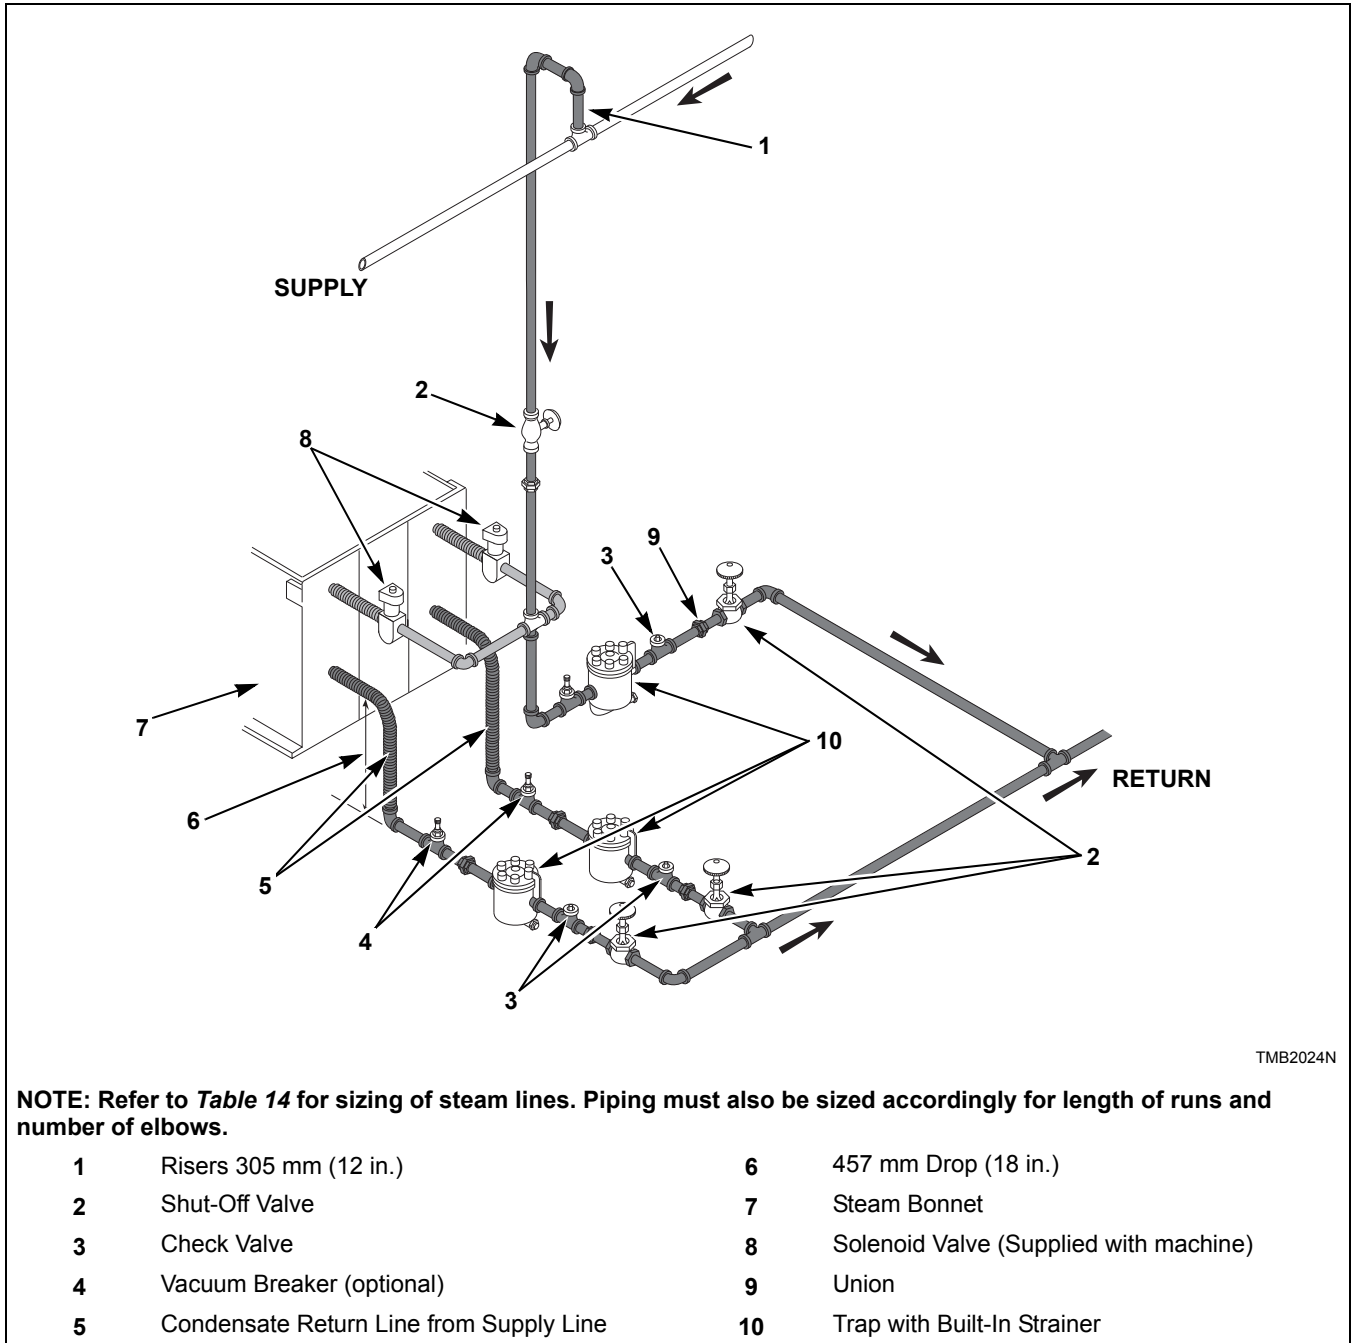 1
SUPPLY
2
8
3
9
7
10
RETURN
6
2
5
4
3
TMB2024N
NOTE: Refer to Table 14 for sizing of steam lines. Piping must also be sized accordingly for length of runs and
number of elbows.
1 Risers 305 mm (12 in.)
2 Shut-Off Valve
3 Check Valve
4 Vacuum Breaker (optional)
5 Condensate Return Line from Supply Line
6 457 mm Drop (18 in.)
7 Steam Bonnet
8 Solenoid Valve (Supplied with machine)
9 Union
10 Trap with Built-In Strainer